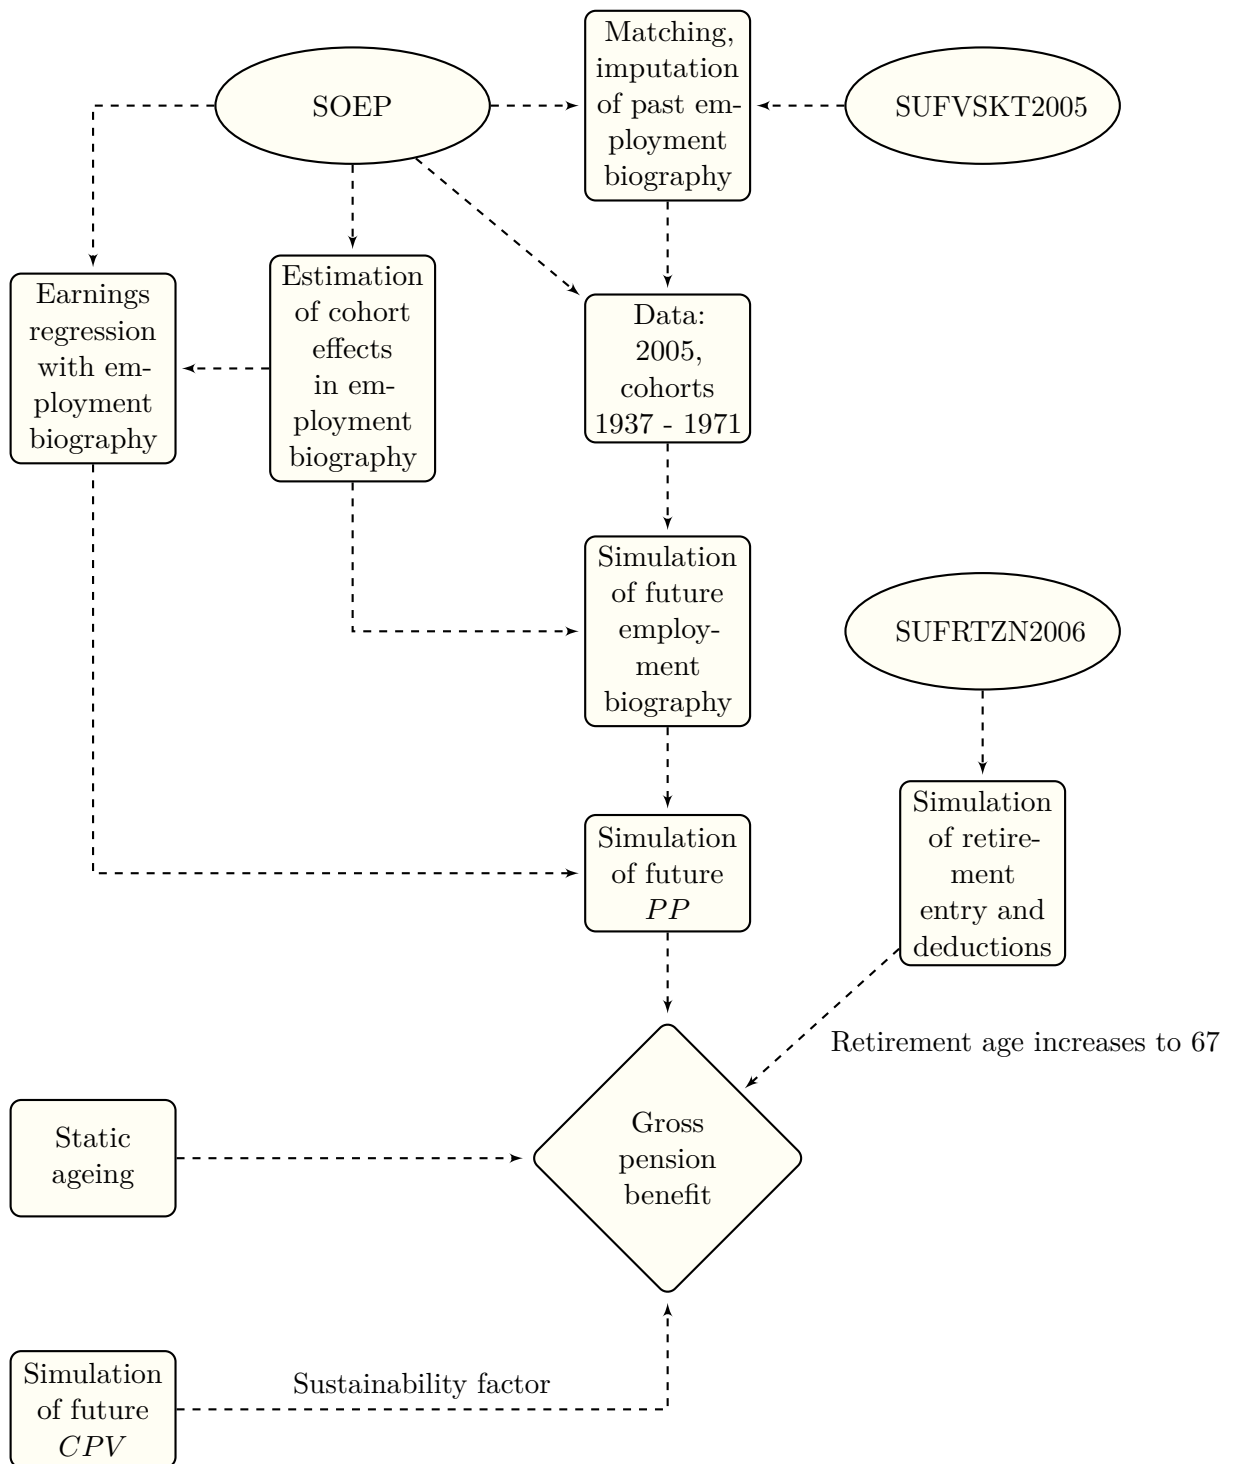 Matching,
imputation
of past em-
ployment
biography
SOEP
SUFVSKT2005
Earnings
regression
with em-
ployment
biography
Estimation
of cohort
effects
in em-
ployment
biography
Data:
2005,
cohorts
1937 - 1971
Simulation
of future
employ-
ment
biography
SUFRTZN2006
Simulation
of future
PP
Simulation
of retire-
ment
entry and
deductions
Retirement age increases to 67
Static
ageing
Gross
pension
benefit
Simulation
of future
CPV
Sustainability factor